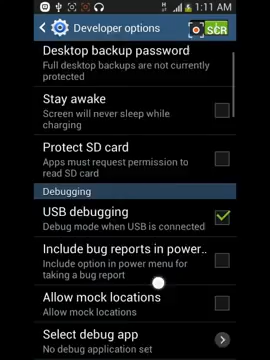 1:11 AM
Developer options
SCR
Desktop backup password
Full desktop backups are not currently
protected
Stay awake
Screen will never sleep while
charging
Protect SD card
Apps must request permission to
read SD card
Debugging
USB debugging
Debug mode when USB is connected
Include bug reports in power..
Include option in power menu for
taking a bug report
Allow mock locations
Allow mock locations
Select debug app
No debug application set